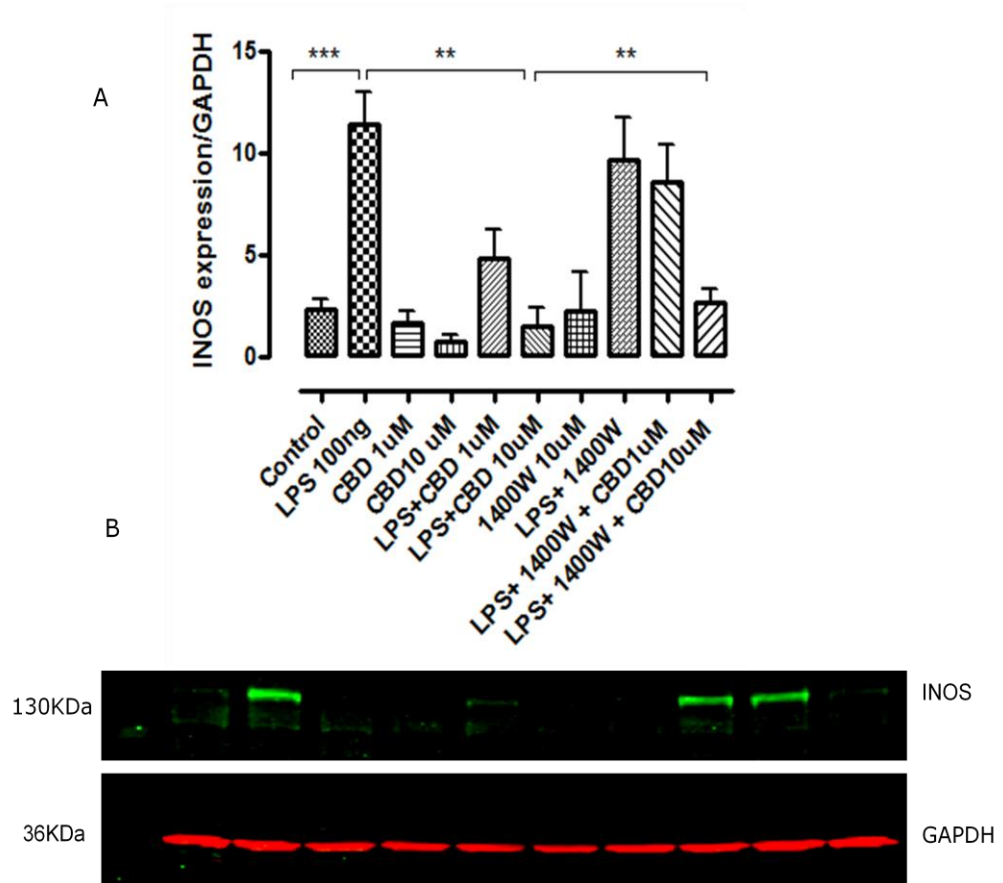 A
INOS expression/GAPDH
15
10
5
0
*** ** **
Control
LPS 100ng
CBD 1uM
CBD10 uM
LPS+CBD 1uM
LPS+CBD 10uM
1400W 10uM
LPS+ 1400W
LPS+ 1400W + CBD1uM
LPS+ 1400W + CBD10uM
B
130KDa
INOS
36KDa
GAPDH